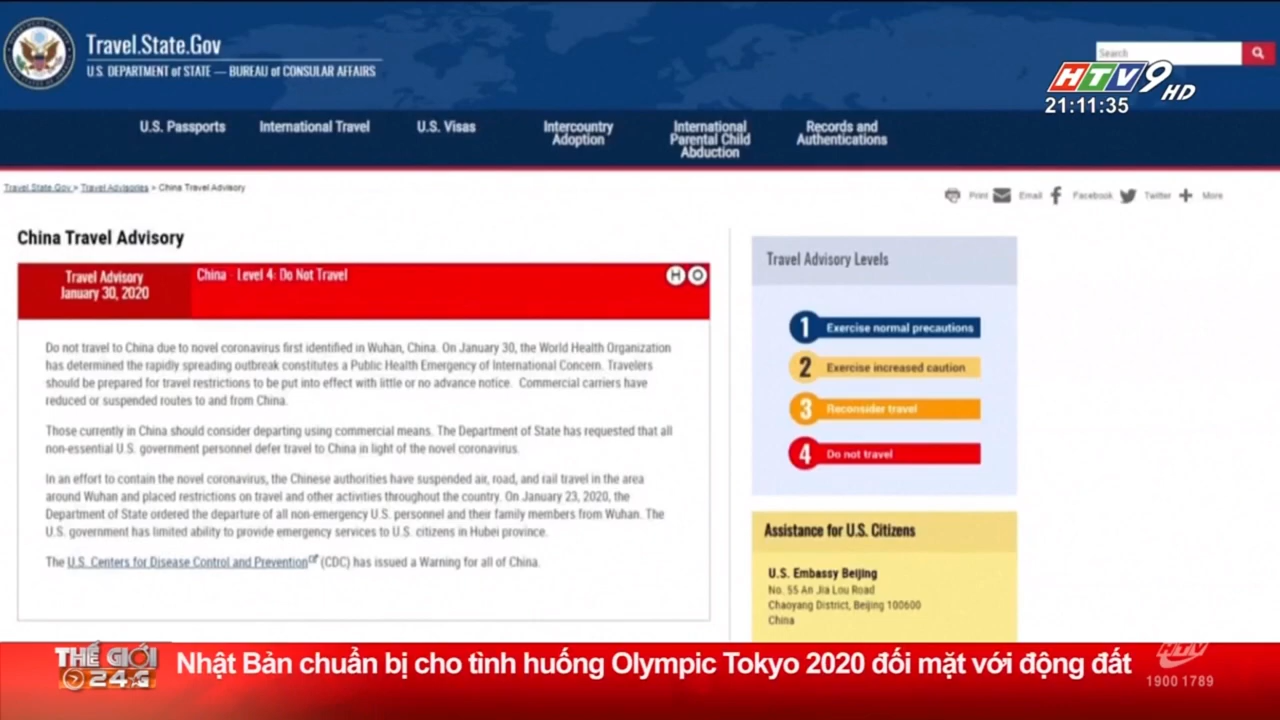 Travel.State.Gov
U.S. DEPARTMENT of STATE — BUREAU of CONSULAR AFFAIRS
Search
HTV9 HD
21:11:35
U.S. Passports
International Travel
U.S. Visas
Intercountry
Adoption
International
Parental Child
Abduction
Records and
Authentications
Travel.State.Gov > Travel Advisories > China Travel Advisory
Print Email Facebook Twitter More
China Travel Advisory
Travel Advisory
January 30, 2020
China - Level 4: Do Not Travel
H O
Do not travel to China due to novel coronavirus first identified in Wuhan, China. On January 30, the World Health Organization
has determined the rapidly spreading outbreak constitutes a Public Health Emergency of International Concern. Travelers
should be prepared for travel restrictions to be put into effect with little or no advance notice. Commercial carriers have
reduced or suspended routes to and from China.
Those currently in China should consider departing using commercial means. The Department of State has requested that all
non-essential U.S. government personnel defer travel to China in light of the novel coronavirus.
In an effort to contain the novel coronavirus, the Chinese authorities have suspended air, road, and rail travel in the area
around Wuhan and placed restrictions on travel and other activities throughout the country. On January 23, 2020, the
Department of State ordered the departure of all non-emergency U.S. personnel and their family members from Wuhan. The
U.S. government has limited ability to provide emergency services to U.S. citizens in Hubei province.
The U.S. Centers for Disease Control and Prevention (CDC) has issued a Warning for all of China.
Travel Advisory Levels
1 Exercise normal precautions
2 Exercise increased caution
3 Reconsider travel
4 Do not travel
Assistance for U.S. Citizens
U.S. Embassy Beijing
No. 55 An Jia Lou Road
Chaoyang District, Beijing 100600
China
THẾ GIỚI
24G
Nhật Bản chuẩn bị cho tình huống Olympic Tokyo 2020 đối mặt với động đất
HTV
1900 1789